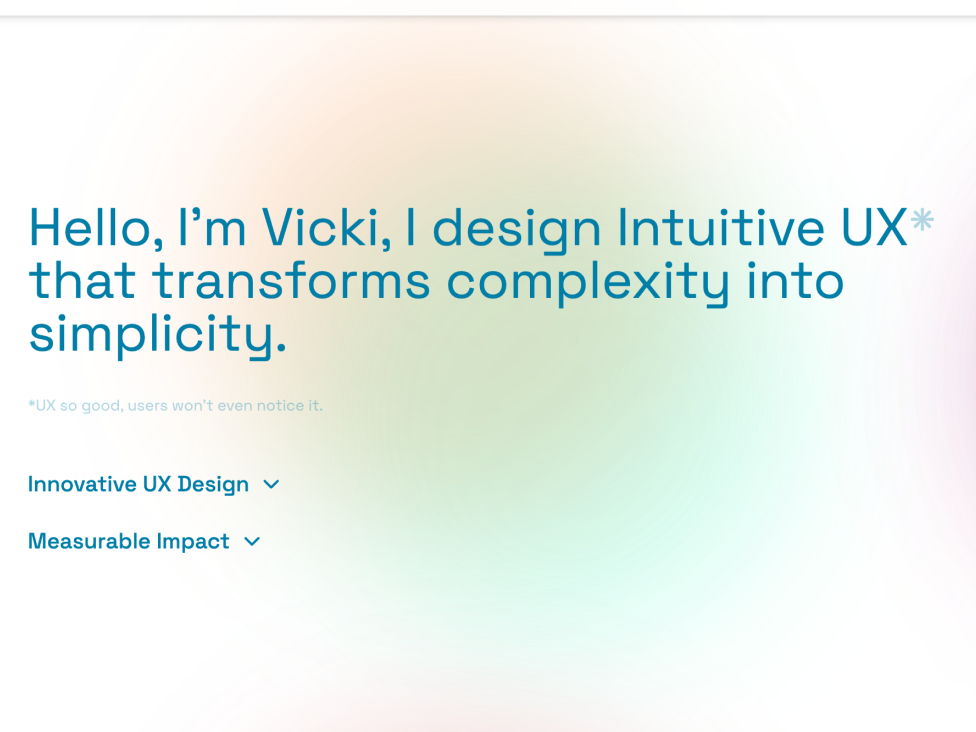 Hello, I’m Vicki, I design Intuitive UX*
that transforms complexity into
simplicity.
*UX so good, users won’t even notice it.
Innovative UX Design
Measurable Impact